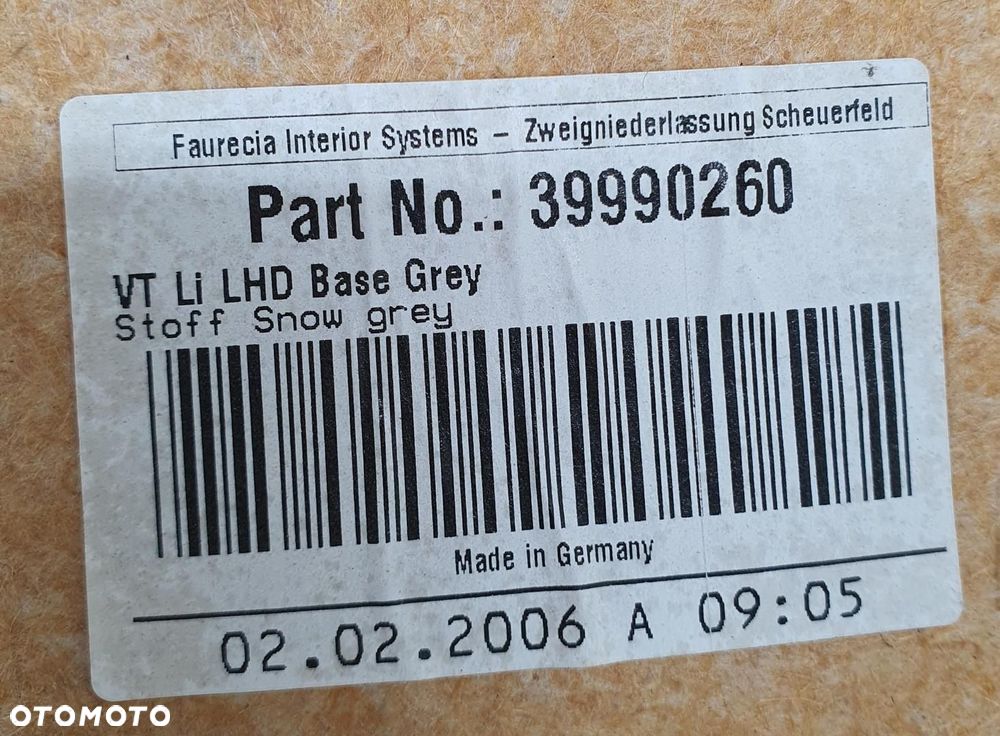 Faurecia Interior Systems – Zweigniederlassung Scheuerfeld
Part No.: 39990260
VT Li LHD Base Grey
Stoff Snow grey
Made in Germany
02.02.2006 A 09:05
OTOMOTO